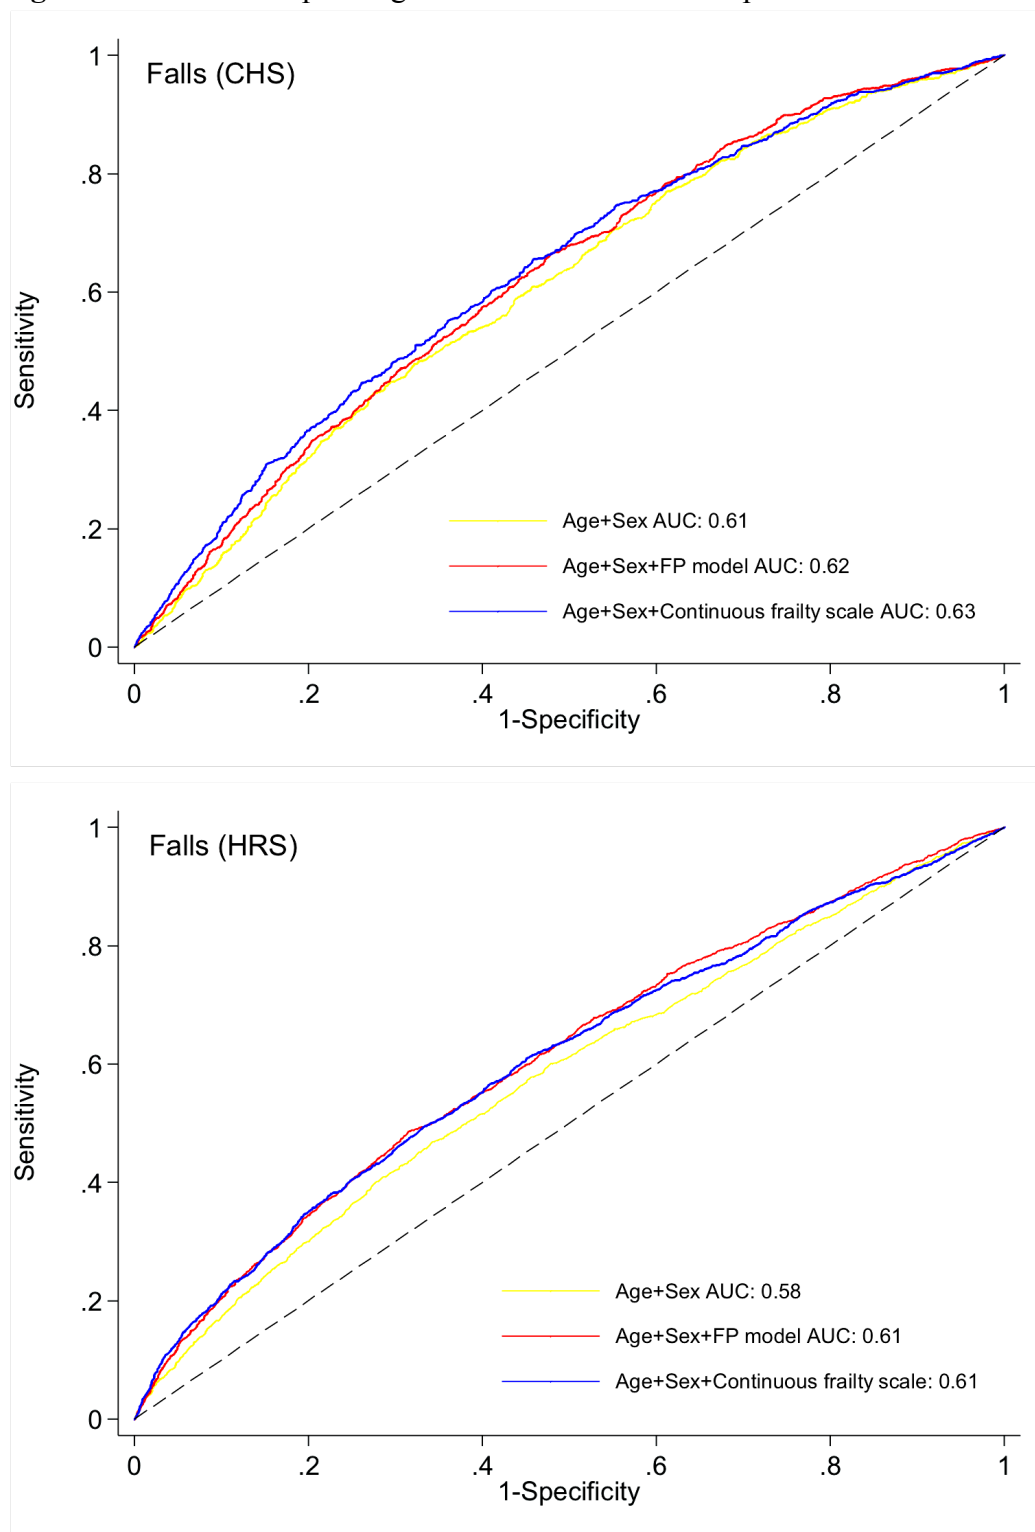 Falls (CHS)
1
.8
.6
.4
.2
0
Sensitivity
Age+Sex AUC: 0.61
Age+Sex+FP model AUC: 0.62
Age+Sex+Continuous frailty scale AUC: 0.63
0 .2 .4 .6 .8 1
1-Specificity
Falls (HRS)
1
.8
.6
.4
.2
0
Sensitivity
Age+Sex AUC: 0.58
Age+Sex+FP model AUC: 0.61
Age+Sex+Continuous frailty scale: 0.61
0 .2 .4 .6 .8 1
1-Specificity